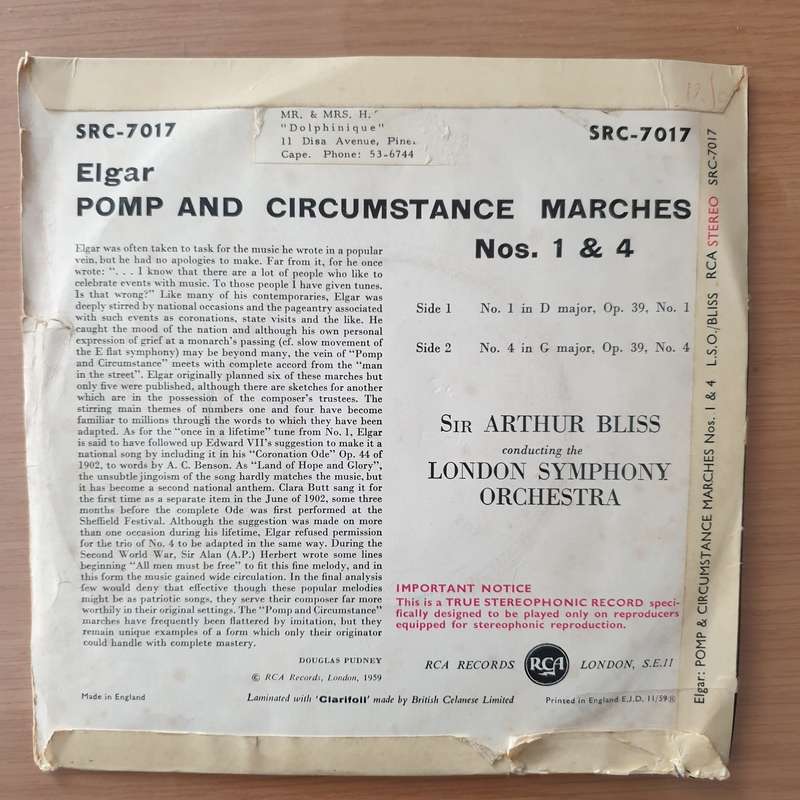 SRC-7017
MR. & MRS. H.
"Dolphinique"
11 Disa Avenue,
Cape. Phone: 53-6744
SRC-7017
Elgar
POMP AND CIRCUMSTANCE MARCHES
Nos. 1 & 4
Elgar was often taken to task for the music he wrote in a popular
vein, but he had no apologies to make. Far from it, for he once
wrote: ". . . I know that there are a lot of people who like to
celebrate events with music. To those people I have given tunes.
Is that wrong?" Like many of his contemporaries, Elgar was
deeply stirred by national occasions and the pageantry associated
with such events as coronations, state visits and the like. He
caught the mood of the nation and although his own personal
expression of grief at a monarch's passing (cf. slow movement of
the E flat symphony) may be beyond many, the vein of "Pomp
and Circumstance" meets with complete accord from the "man
in the street". Elgar originally planned six of these marches but
only five were published, although there are sketches for another
which are in the possession of the composer's trustees. The
stirring main themes of numbers one and four have become
familiar to millions through the words to which they have been
adapted. As for the "once in a lifetime" tune from No. 1, Elgar
is said to have followed up Edward VII's suggestion to make it a
national song by including it in his "Coronation Ode" Op. 44 of
1902, to words by A. C. Benson. As "Land of Hope and Glory",
the unsubtle jingoism of the song hardly matches the music, but
it has become a second national anthem. Clara Butt sang it for
the first time as a separate item in the June of 1902, some three
months before the complete Ode was first performed at the
Sheffield Festival. Although the suggestion was made on more
than one occasion during his lifetime, Elgar refused permission
for the trio of No. 4 to be adapted in the same way. During the
Second World War, Sir Alan (A.P.) Herbert wrote some lines
beginning "All men must be free" to fit this fine melody, and in
this form the music gained wide circulation. In the final analysis
few would deny that effective though these popular melodies
might be as patriotic songs, they serve their composer far more
worthily in their original settings. The "Pomp and Circumstance"
marches have frequently been flattered by imitation, but they
remain unique examples of a form which only their originator
could handle with complete mastery.
DOUGLAS PUDNEY
© RCA Records, London, 1959
Side 1 No. 1 in D major, Op. 39, No. 1
Side 2 No. 4 in G major, Op. 39, No. 4
SIR ARTHUR BLISS
conducting the
LONDON SYMPHONY
ORCHESTRA
IMPORTANT NOTICE
This is a TRUE STEREOPHONIC RECORD speci-
fically designed to be played only on reproducers
equipped for stereophonic reproduction.
RCA RECORDS RCA LONDON, S.E.11
Made in England
Laminated with 'Clarifoil' made by British Celanese Limited
Printed in England E.J.D. 11/59
Elgar: POMP & CIRCUMSTANCE MARCHES Nos. 1 & 4 L.S.O./BLISS RCA STEREO SRC-7017